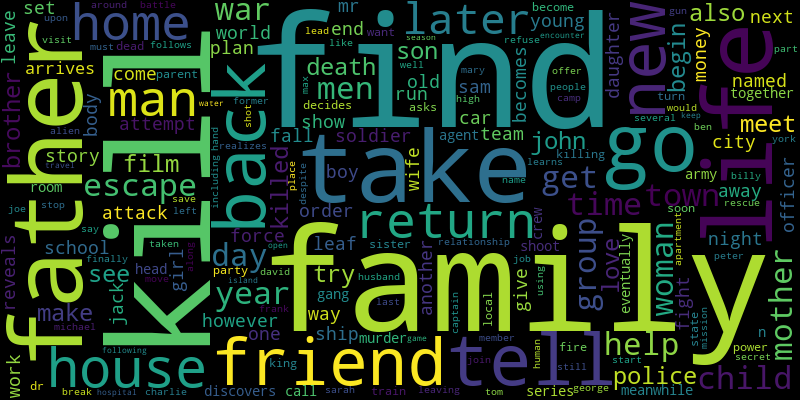 find
family
father
kill
take
life
go
friend
tell
back
house
home
man
return
new
later
war
men
death
son
day
year
escape
film
killed
get
time
town
group
woman
help
police
child
mother
meet
city
john
begin
also
next
young
mr
end
set
leave
brother
arrives
body
come
parent
attempt
story
room
attack
school
see
girl
jack
make
reveals
work
dr
around
battle
upon
visit
must
dead
follows
world
plan
run
old
sam
becomes
daughter
money
named
together
become
refuse
encounter
gun
want
lead
like
season
well
max
decides
asks
mary
high
car
offer
people
camp
turn
part
would
several
keep
ben
york
fall
show
soldier
agent
team
killing
army
away
billy
rescue
officer
former
shot
water
realizes
including
hand
despite
place
boy
wife
learns
name
order
crew
love
soon
night
peter
apartment
joe
stop
say
finally
taken
save
left
alien
travel
force
leaf
sister
relationship
shoot
eventually
fight
state
mission
power
secret
n
head
move
along
party
open
david
island
husband
try
gang
another
give
job
using
michael
however
frank
way
last
captain
local
one
ship
murder
game
king
member
human
fire
still
join
start
meanwhile
following
break
hospital
charlie
discovers
call
sarah
train
leaving
tom
series
george